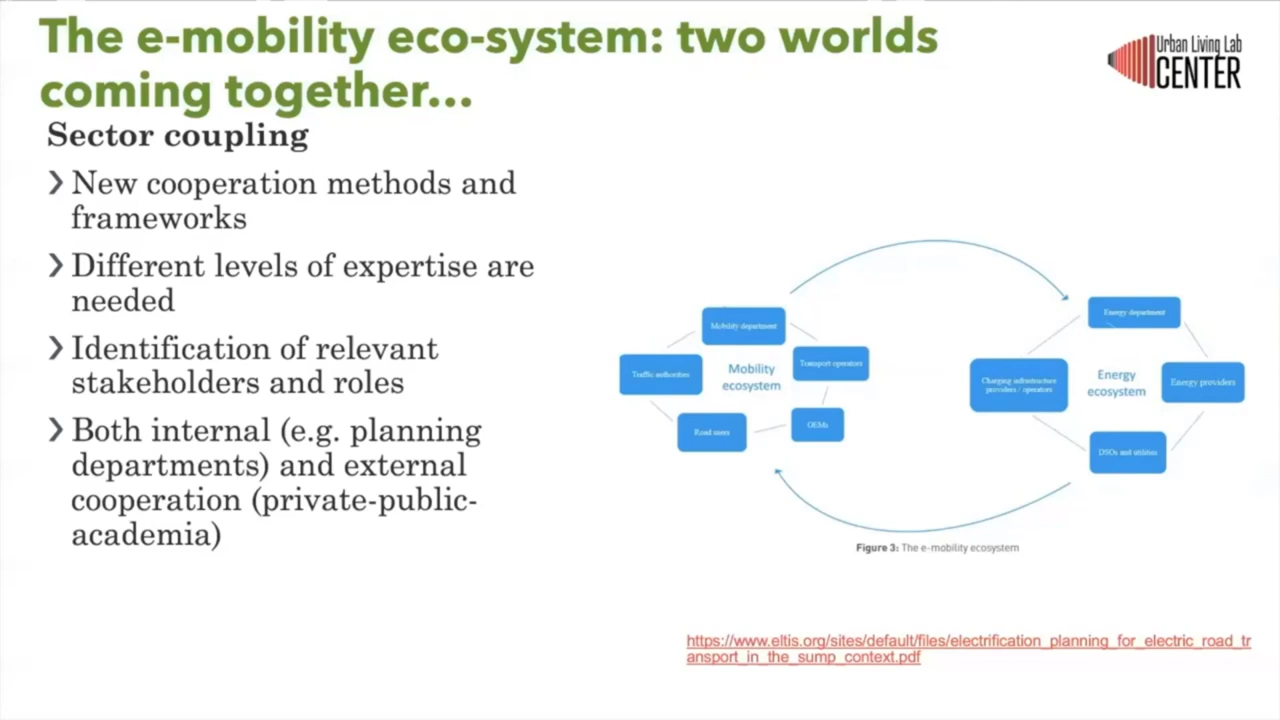 The e-mobility eco-system: two worlds
coming together...
Urban Living Lab
CENTER
Sector coupling
❯ New cooperation methods and
frameworks
❯ Different levels of expertise are
needed
❯ Identification of relevant
stakeholders and roles
❯ Both internal (e.g. planning
departments) and external
cooperation (private-public-
academia)
Mobility department
Traffic authorities
Transport operators
Mobility
ecosystem
Road users
OEMs
Energy department
Charging infrastructure
providers / operators
Energy
ecosystem
Energy providers
DSOs and utilities
Figure 3: The e-mobility ecosystem
https://www.eltis.org/sites/default/files/electrification_planning_for_electric_road_tr
ansport_in_the_sump_context.pdf